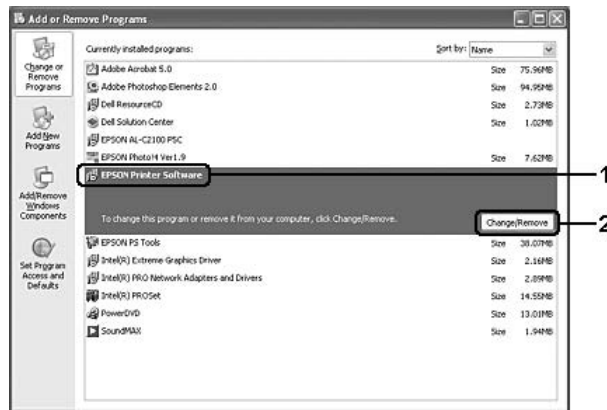 Add or Remove Programs
Change or
Remove
Programs
Add New
Programs
Add/Remove
Windows
Components
Set Program
Access and
Defaults
Currently installed programs: Sort by: Name
Adobe Acrobat 5.0 Size 75.96MB
Adobe Photoshop Elements 2.0 Size 94.95MB
Dell ResourceCD Size 2.73MB
Dell Solution Center Size 1.02MB
EPSON AL-C2100 PSC
EPSON PhotoM Ver1.9 Size 7.62MB
EPSON Printer Software 1
To change this program or remove it from your computer, click Change/Remove. Change/Remove 2
EPSON PS Tools Size 38.07MB
Intel(R) Extreme Graphics Driver Size 2.16MB
Intel(R) PRO Network Adapters and Drivers Size 2.89MB
Intel(R) PROSet Size 14.55MB
PowerDVD Size 13.01MB
SoundMAX Size 1.94MB